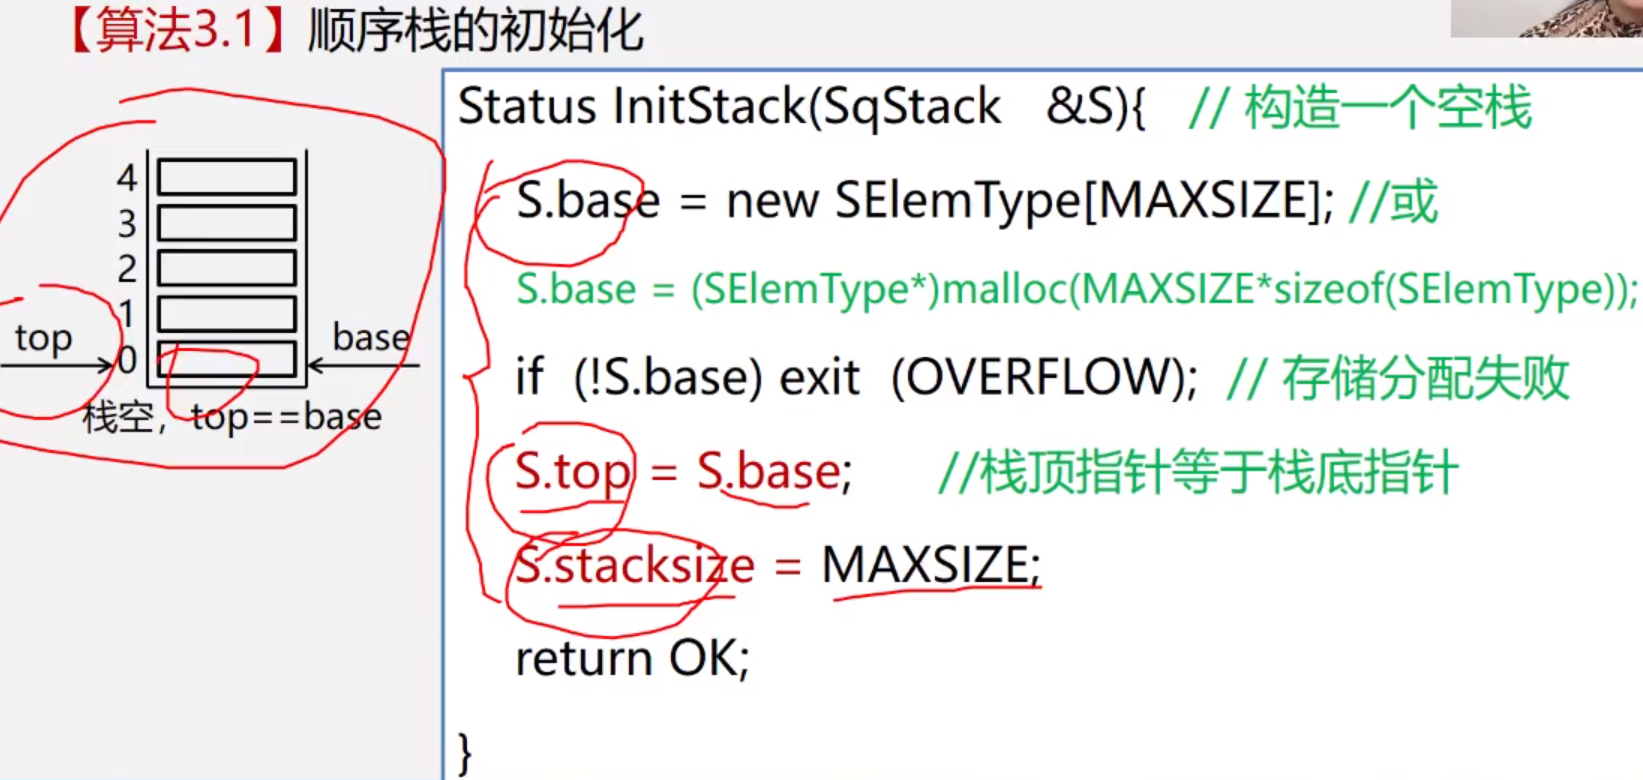 【算法3.1】顺序栈的初始化
Status InitStack(SqStack &S){ // 构造一个空栈
S.base = new SElemType[MAXSIZE]; //或
S.base = (SElemType*)malloc(MAXSIZE*sizeof(SElemType));
if (!S.base) exit (OVERFLOW); // 存储分配失败
S.top = S.base; //栈顶指针等于栈底指针
S.stacksize = MAXSIZE;
return OK;
}
4
3
2
1
top 0 base
栈空，top==base